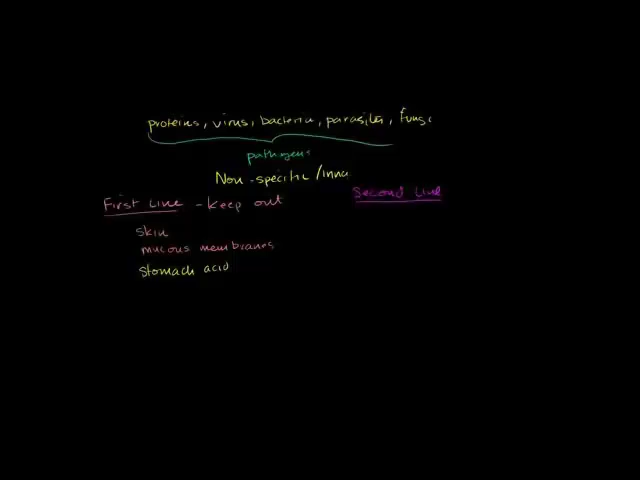 proteins, virus, bacteria, parasites, fungi
pathogens
Non-specific/inna
First Line - keep out
Second Line
skin
mucous membranes
stomach acid